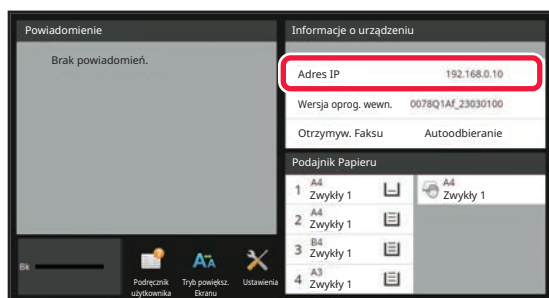 Powiadomienie
Brak powiadomień.
Informacje o urządzeniu
Adres IP 192.168.0.10
Wersja oprog. wewn. 0078Q1Af_23030100
Otrzymyw. Faksu Autoodbieranie
Podajnik Papieru
1 A4
Zwykły 1
A4
Zwykły 1
2 A4
Zwykły 1
3 B4
Zwykły 1
4 A3
Zwykły 1
Bk
Podręcznik
użytkownika
Tryb powiększ.
Ekranu
Ustawienia